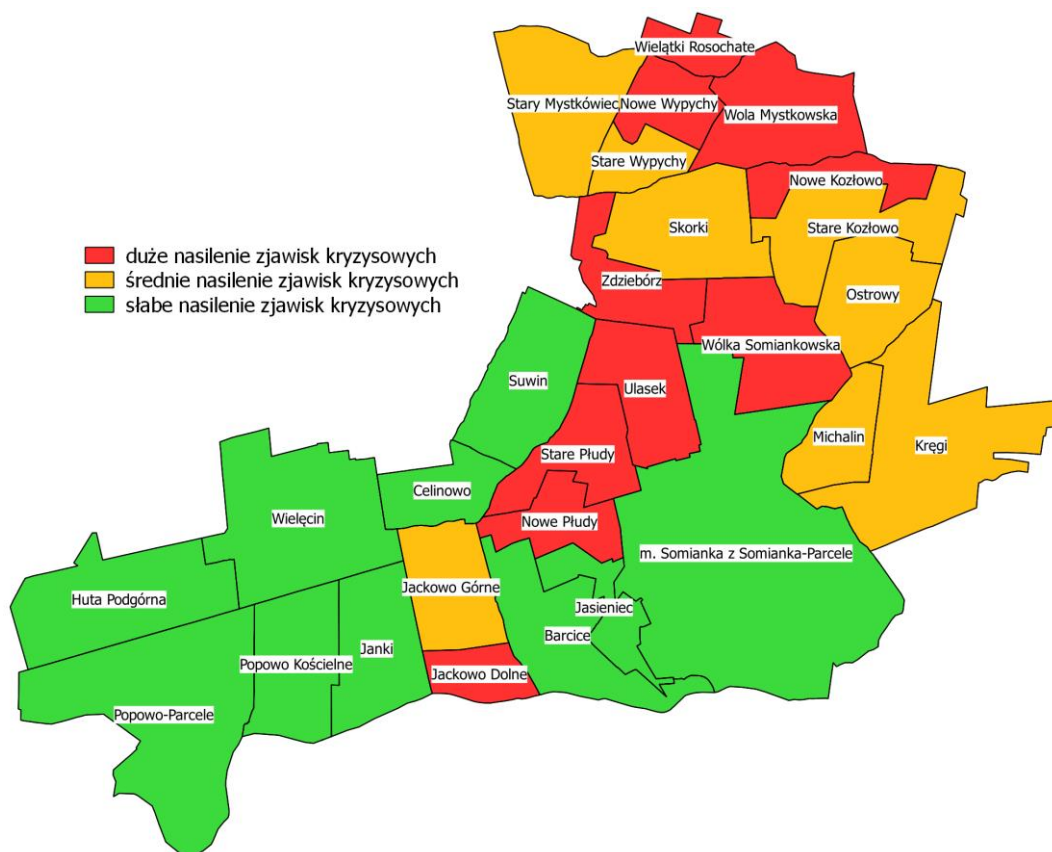 Wielątki Rosochate
Stary Mystkówiec
Nowe Wypychy
Wola Mystkowska
Stare Wypychy
Nowe Kozłowo
Skorki
Stare Kozłowo
duże nasilenie zjawisk kryzysowych
średnie nasilenie zjawisk kryzysowych
słabe nasilenie zjawisk kryzysowych
Zdziebórz
Ostrowy
Wólka Somiankowska
Suwin
Ulasek
Michalin
Kręgi
Stare Płudy
Celinowo
Wielęcin
Nowe Płudy
m. Somianka z Somianka-Parcele
Huta Podgórna
Jackowo Górne
Jasieniec
Barcice
Janki
Popowo Kościelne
Jackowo Dolne
Popowo-Parcele